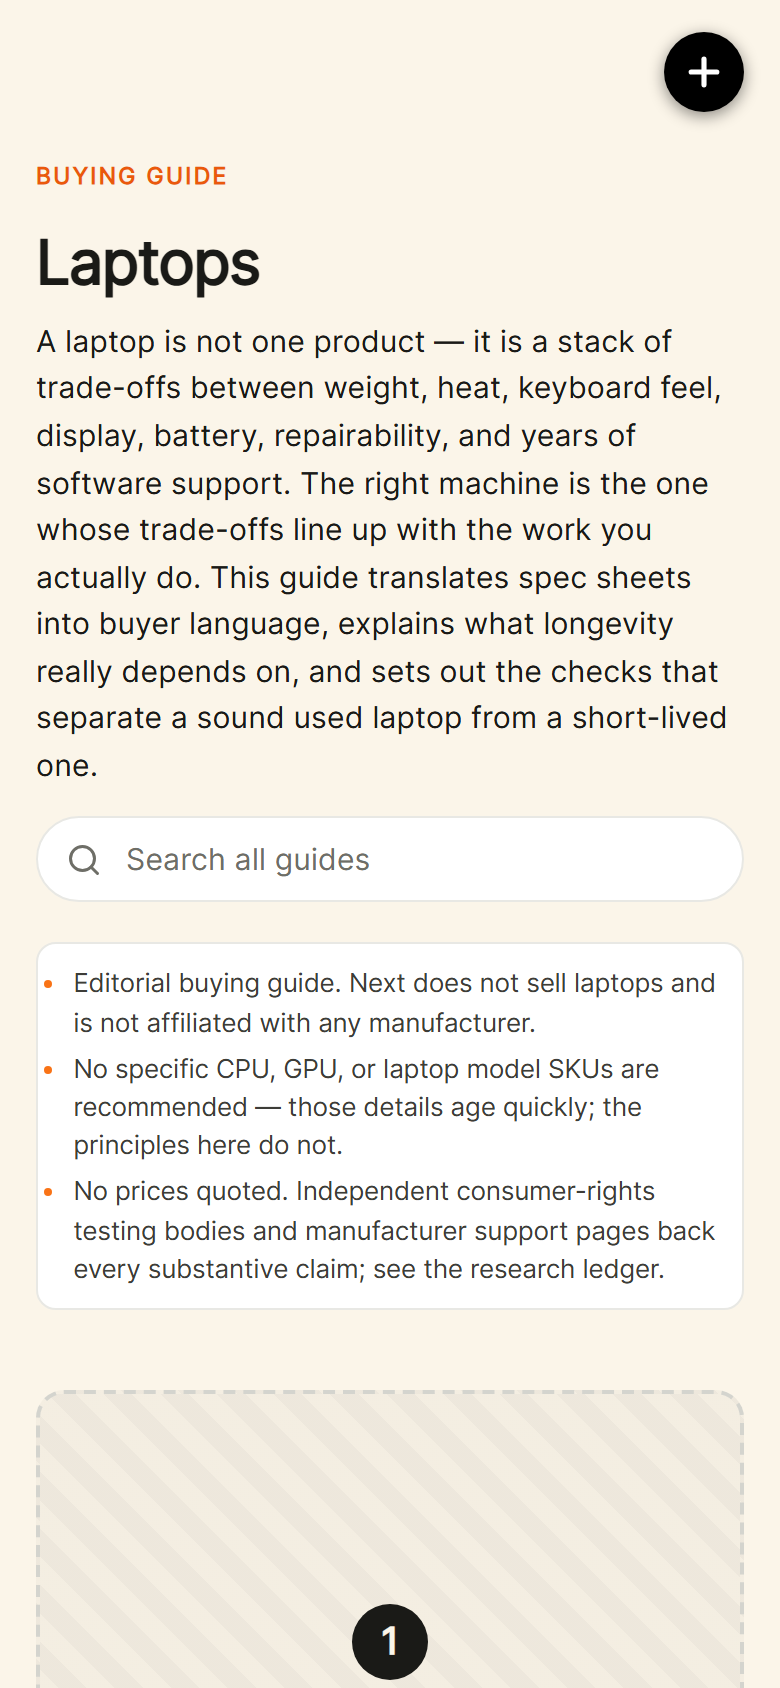 BUYING GUIDE
Laptops
A laptop is not one product — it is a stack of
trade-offs between weight, heat, keyboard feel,
display, battery, repairability, and years of
software support. The right machine is the one
whose trade-offs line up with the work you
actually do. This guide translates spec sheets
into buyer language, explains what longevity
really depends on, and sets out the checks that
separate a sound used laptop from a short-lived
one.
Search all guides
• Editorial buying guide. Next does not sell laptops and
is not affiliated with any manufacturer.
• No specific CPU, GPU, or laptop model SKUs are
recommended — those details age quickly; the
principles here do not.
• No prices quoted. Independent consumer-rights
testing bodies and manufacturer support pages back
every substantive claim; see the research ledger.
1